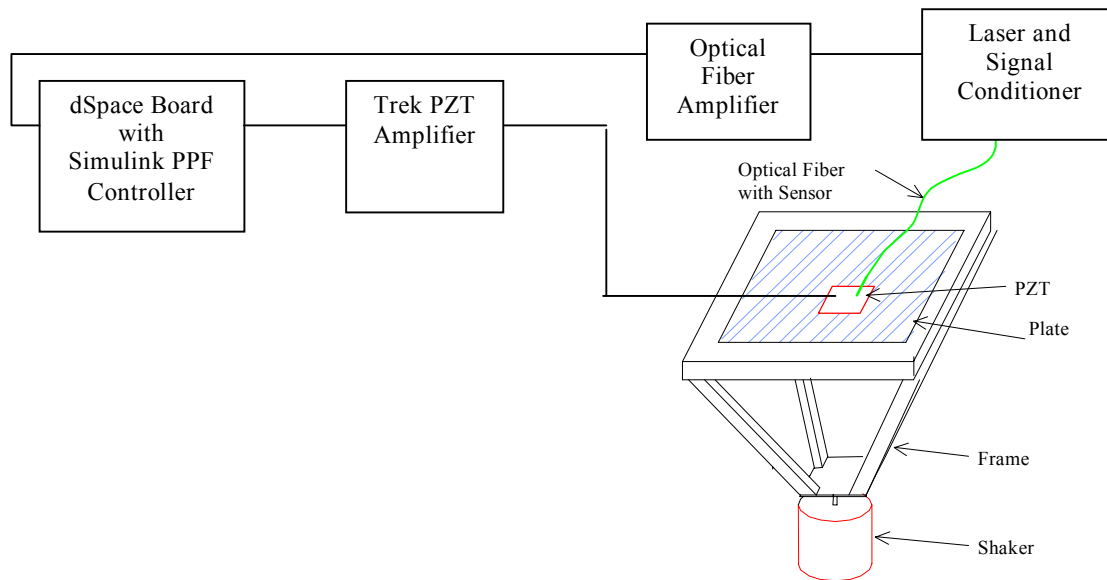 dSpace Board
with
Simulink PPF
Controller
Trek PZT
Amplifier
Optical
Fiber
Amplifier
Laser and
Signal
Conditioner
Optical Fiber
with Sensor
PZT
Plate
Frame
Shaker